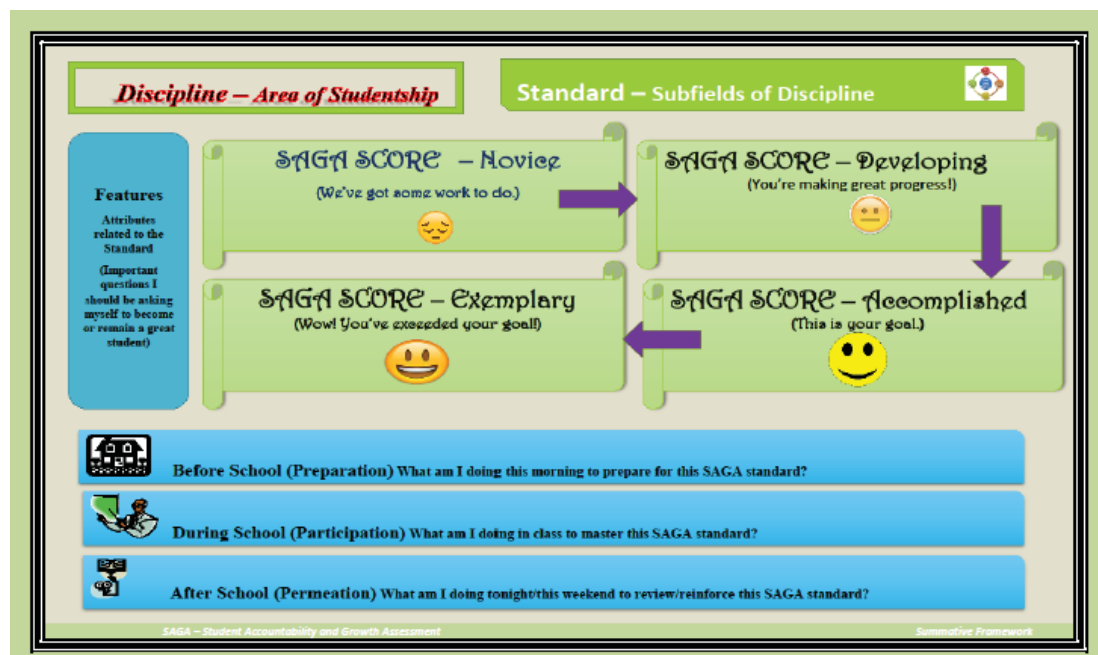 Discipline – Area of Studentship
Standard – Subfields of Discipline
Features
Attributes
related to the
Standard
(Important
questions I
should be asking
myself to become
or remain a great
student)
SAGA SCORE – Novice
(We've got some work to do.)
SAGA SCORE – Developing
(You're making great progress!)
SAGA SCORE – Exemplary
(Wow! You've exceeded your goal!)
SAGA SCORE – Accomplished
(This is your goal.)
Before School (Preparation) What am I doing this morning to prepare for this SAGA standard?
During School (Participation) What am I doing in class to master this SAGA standard?
After School (Permeation) What am I doing tonight/this weekend to review/reinforce this SAGA standard?
SAGA – Student Accountability and Growth Assessment
Summative Framework